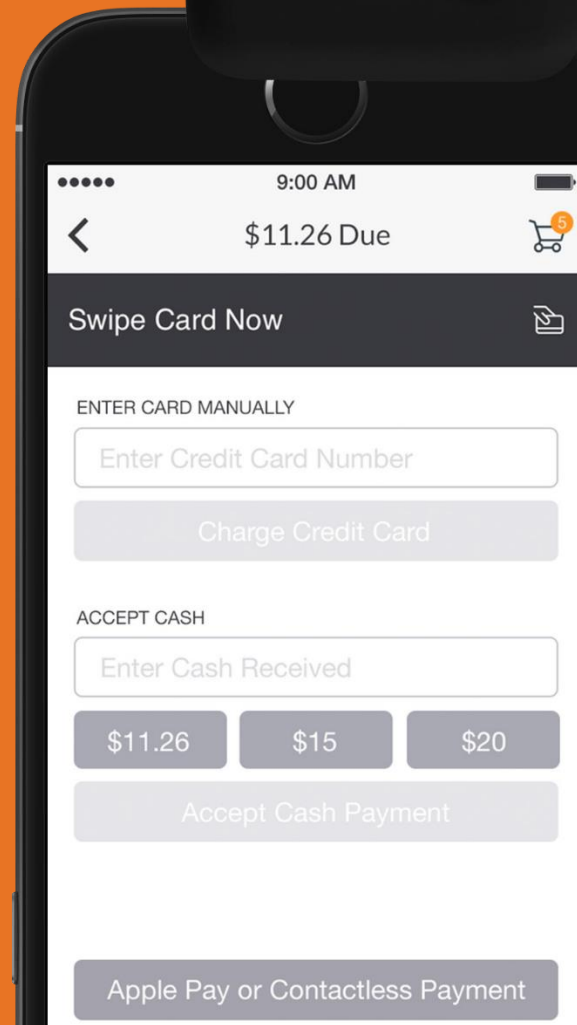 9:00 AM
$11.26 Due
5
Swipe Card Now
ENTER CARD MANUALLY
Enter Credit Card Number
Charge Credit Card
ACCEPT CASH
Enter Cash Received
$11.26 $15 $20
Accept Cash Payment
Apple Pay or Contactless Payment